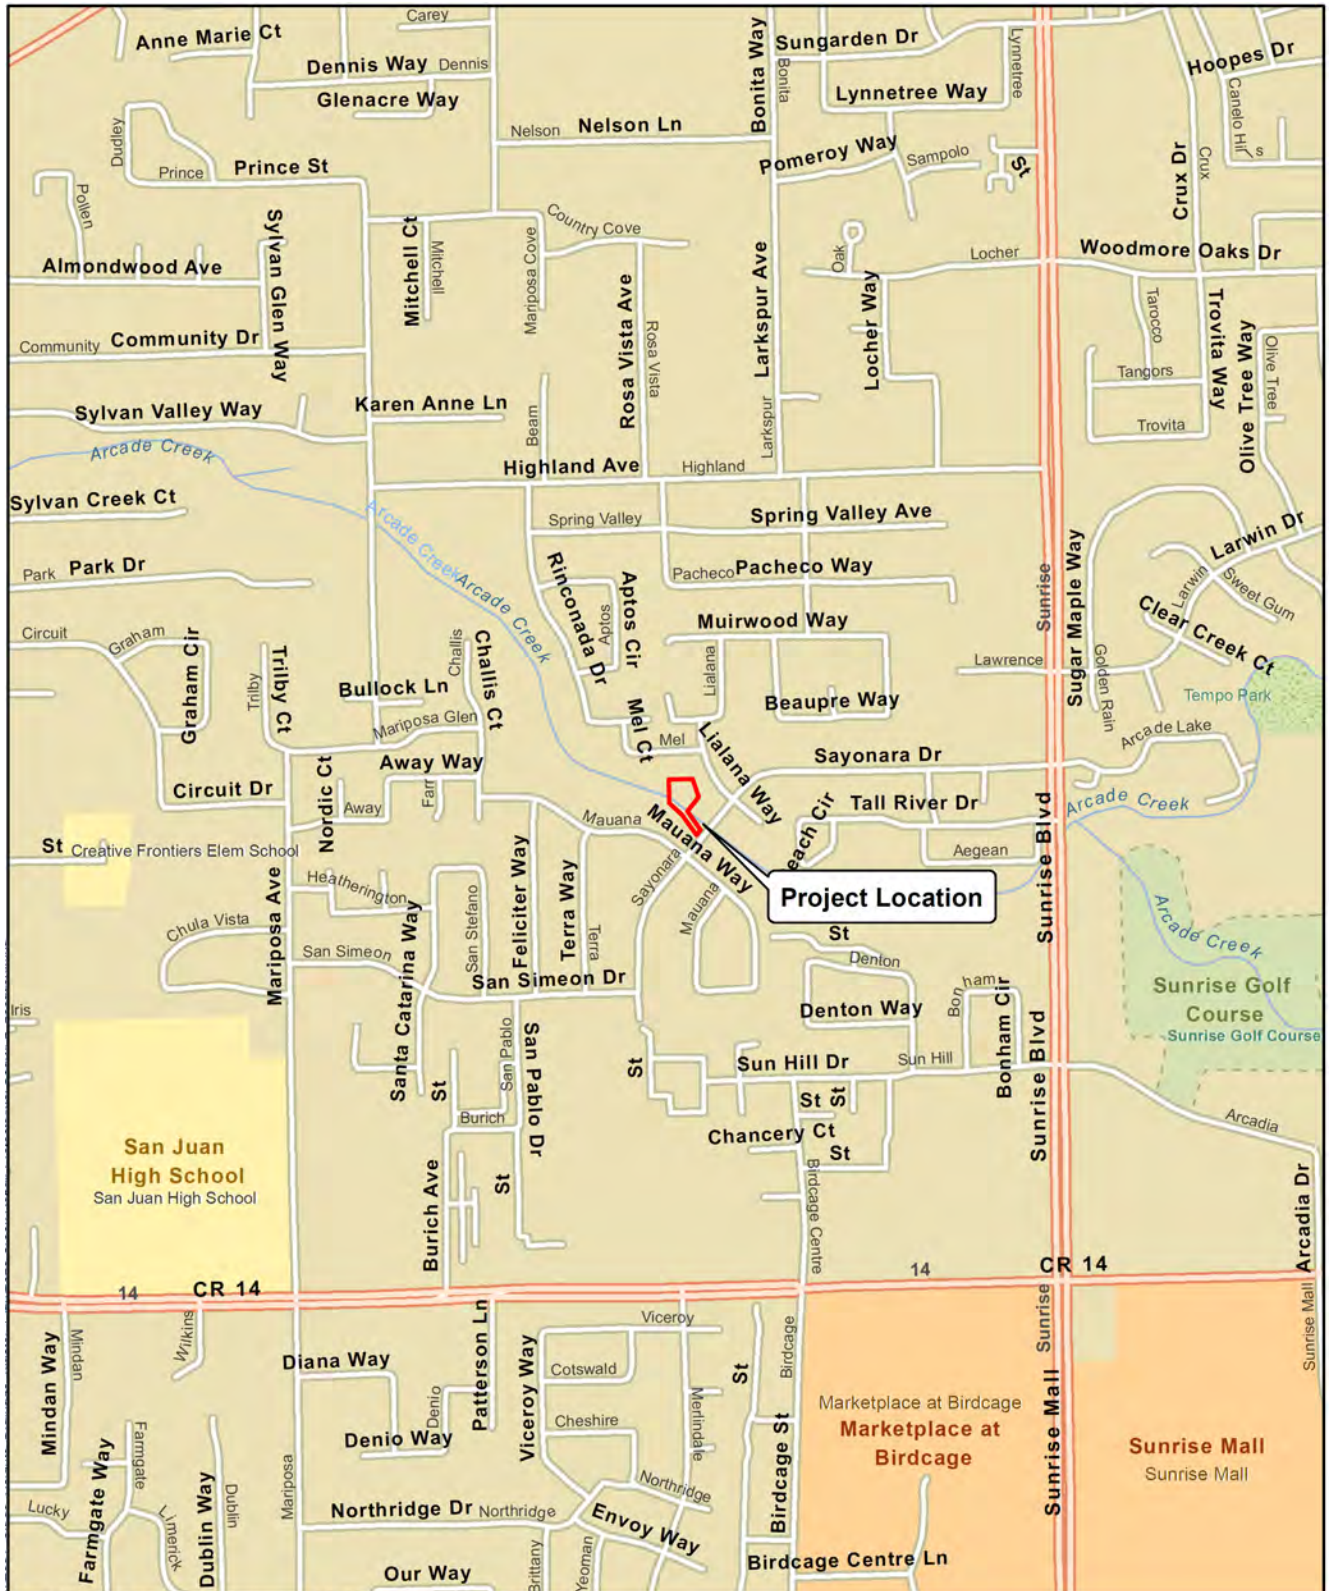 Carey
Anne Marie Ct
Dennis Way
Dennis
Glenacre Way
Bonita Way
Bonita
Sungarden Dr
Lynnetree
Lynnetree Way
Hoopes Dr
Canelo Hil s
Dudley
Nelson
Nelson Ln
Pomeroy Way
Sampolo
St
Crux Dr
Crux
Prince
Prince St
Pollen
Sylvan Glen Way
Mitchell Ct
Mitchell
Mariposa Cove
Country Cove
Larkspur Ave
Oak
Locher
Woodmore Oaks Dr
Almondwood Ave
Rosa Vista Ave
Rosa Vista
Locher Way
Tarocco
Trovita Way
Olive Tree Way
Olive Tree
Community
Community Dr
Tangors
Trovita
Sylvan Valley Way
Karen Anne Ln
Beam
Larkspur
Arcade Creek
Highland Ave
Highland
Sylvan Creek Ct
Arcade Creek
Arcade Creek
Spring Valley
Spring Valley Ave
Larwin Dr
Park
Park Dr
Rinconada Dr
Aptos
Aptos Cir
Pacheco
Pacheco Way
Sunrise
Sugar Maple Way
Larwin
Sweet Gum
Clear Creek Ct
Circuit
Graham
Graham Cir
Trilby
Trilby Ct
Challis
Challis Ct
Muirwood Way
Lialana
Lawrence
Golden Rain
Tempo Park
Bullock Ln
Mariposa Glen
Beaupre Way
Mel Ct
Mel
Lialana Way
Arcade Lake
Away Way
Sayonara Dr
Circuit Dr
Nordic Ct
Away
Farr
Tall River Dr
Arcade Creek
Mauana
Mauana Way
each Cir
Sunrise Blvd
St
Creative Frontiers Elem School
Aegean
Heatherington
Feliciter Way
Terra Way
Terra
Sayonara
Mauana
Project Location
Mariposa Ave
Chula Vista
San Simeon
Santa Catarina Way
San Stefano
San Simeon Dr
St
Denton
Arcade Creek
Denton Way
Bon ham
Bonham Cir
Sunrise Golf
Course
Sunrise Golf Course
Iris
San Pablo
San Pablo Dr
St
St
Sun Hill Dr
Sun Hill
Sunrise Blvd
Burich
St
St
Chancery Ct
St
Arcadia
San Juan
High School
San Juan High School
Burich Ave
St
Birdcage Centre
Arcadia Dr
14
CR 14
14
CR 14
Mindan Way
Mindan
Wilkins
Patterson Ln
Viceroy
Sunrise
Sunrise Mall
Diana Way
Viceroy Way
Cotswald
St
Birdcage
Denio
Denio Way
Cheshire
Merlindale
Birdcage St
Marketplace at Birdcage
Marketplace at
Birdcage
Sunrise Mall
Sunrise Mall
Sunrise Mall
Farmgate Way
Farmgate
Limerick
Dublin Way
Dublin
Lucky
Mariposa
Northridge Dr
Northridge
Northridge
Envoy Way
Brittany
Yeoman
Our Way
Birdcage Centre Ln